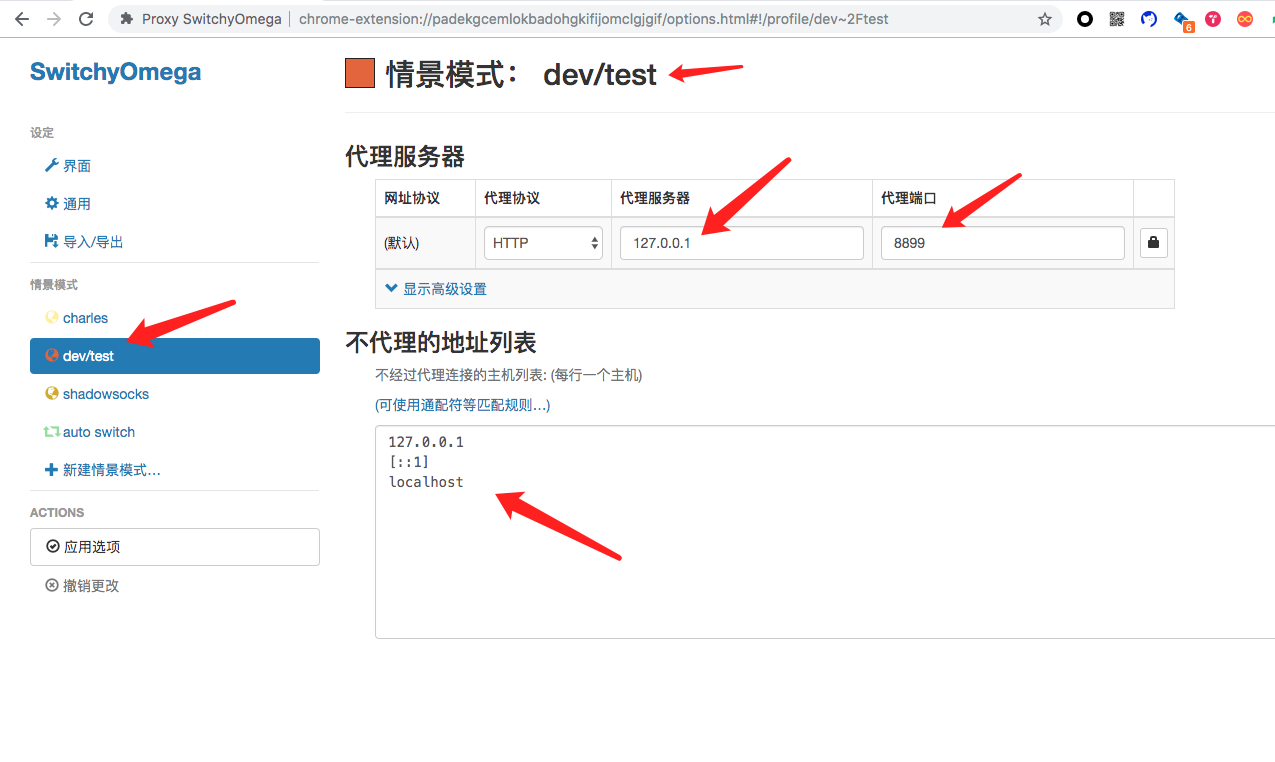 Proxy SwitchyOmega
chrome-extension://padekgcemlokbadohgkifijomclgjgif/options.html#!/profile/dev~2Ftest
6
SwitchyOmega
设定
界面
通用
导入/导出
情景模式
charles
dev/test
shadowsocks
auto switch
新建情景模式…
ACTIONS
应用选项
撤销更改
情景模式： dev/test
代理服务器
网址协议 代理协议 代理服务器 代理端口
(默认) HTTP 127.0.0.1 8899
显示高级设置
不代理的地址列表
不经过代理连接的主机列表: (每行一个主机)
(可使用通配符等匹配规则…)
127.0.0.1
[::1]
localhost